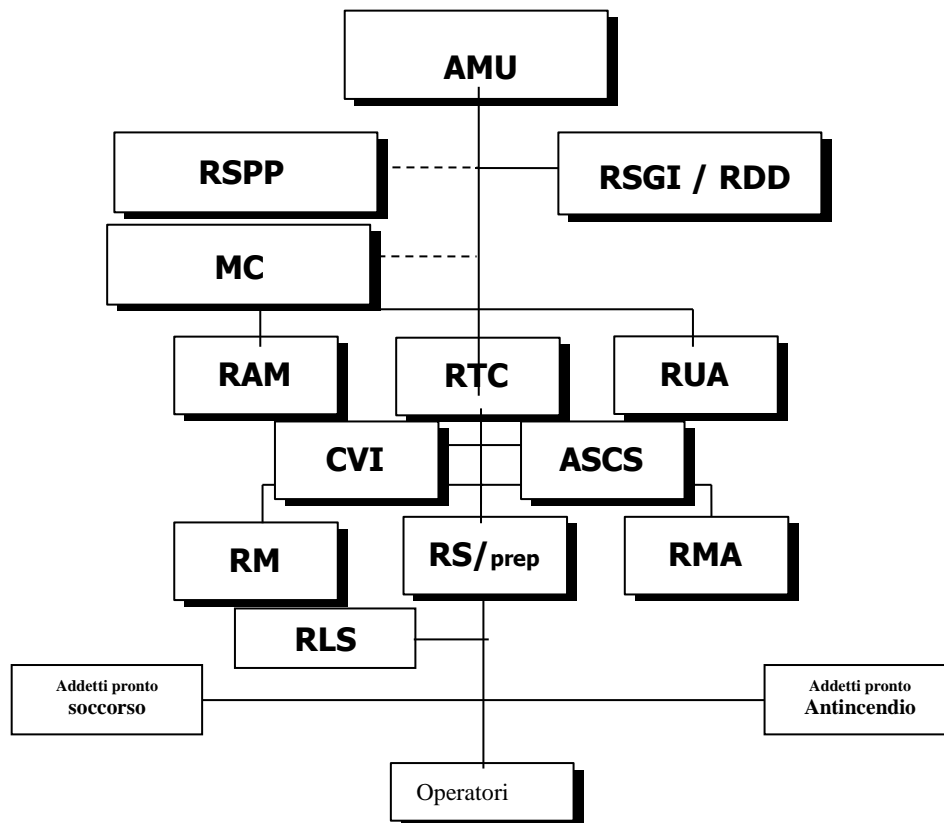 AMU
RSPP
RSGI / RDD
MC
RAM
RTC
RUA
CVI
ASCS
RM
RS/prep
RMA
RLS
Addetti pronto
soccorso
Addetti pronto
Antincendio
Operatori